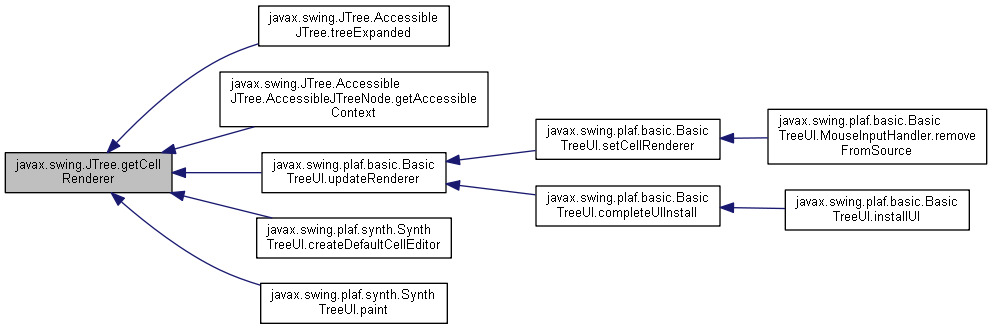 javax.swing.JTree.getCell
Renderer
javax.swing.JTree.Accessible
JTree.treeExpanded
javax.swing.JTree.Accessible
JTree.AccessibleJTreeNode.getAccessible
Context
javax.swing.plaf.basic.Basic
TreeUI.updateRenderer
javax.swing.plaf.basic.Basic
TreeUI.setCellRenderer
javax.swing.plaf.basic.Basic
TreeUI.MouseInputHandler.remove
FromSource
javax.swing.plaf.basic.Basic
TreeUI.completeUIInstall
javax.swing.plaf.basic.Basic
TreeUI.installUI
javax.swing.plaf.synth.Synth
TreeUI.createDefaultCellEditor
javax.swing.plaf.synth.Synth
TreeUI.paint